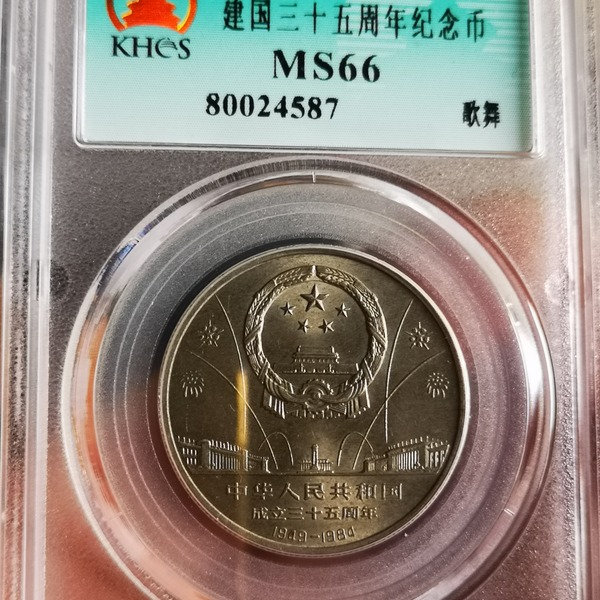 建国三十五周年纪念币
KHCS
MS66
80024587
歌舞
中华人民共和国
成立三十五周年
1949-1984